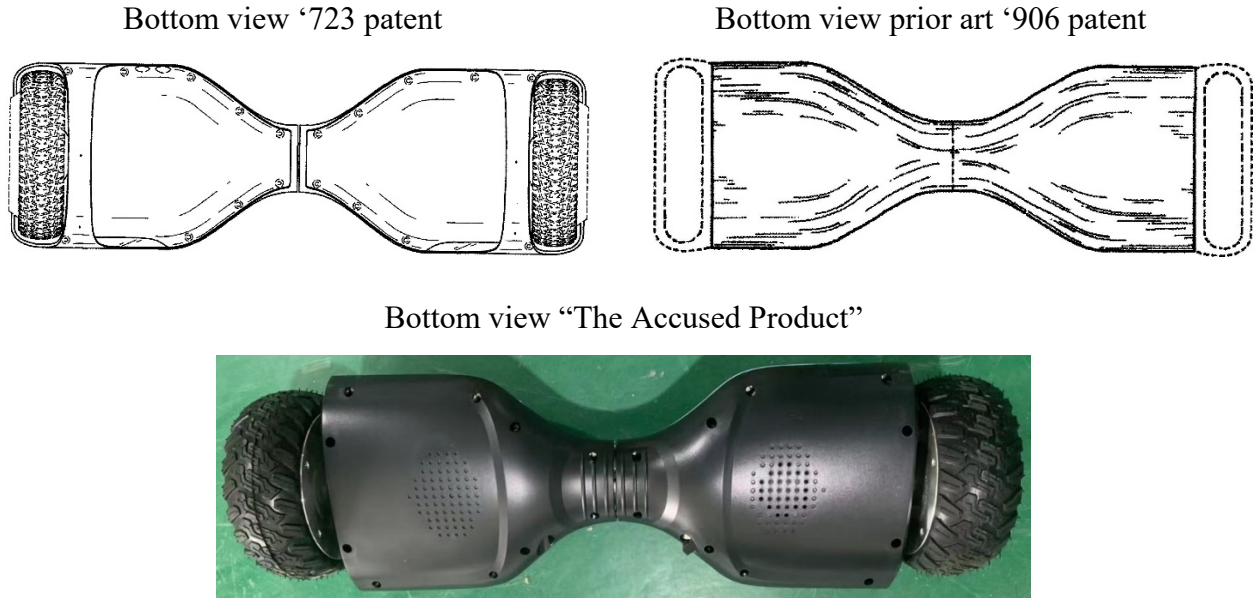 Bottom view ‘723 patent
Bottom view prior art ‘906 patent
Bottom view “The Accused Product”